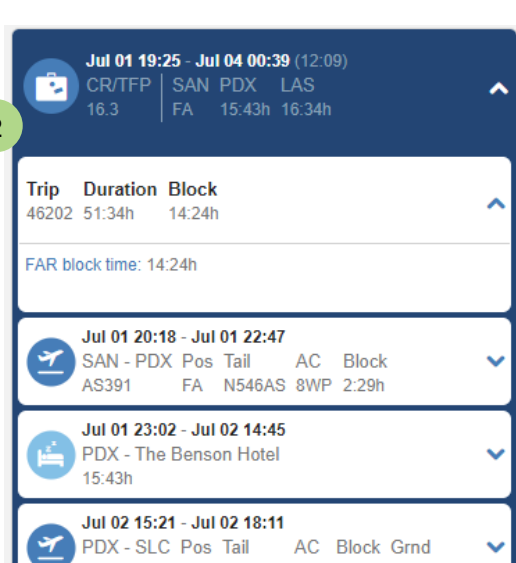 Jul 01 19:25 - Jul 04 00:39 (12:09)
CR/TFP SAN PDX LAS
16.3 FA 15:43h 16:34h
2
Trip Duration Block
46202 51:34h 14:24h
FAR block time: 14:24h
Jul 01 20:18 - Jul 01 22:47
SAN - PDX Pos Tail AC Block
AS391 FA N546AS 8WP 2:29h
Jul 01 23:02 - Jul 02 14:45
PDX - The Benson Hotel
15:43h
Jul 02 15:21 - Jul 02 18:11
PDX - SLC Pos Tail AC Block Grnd